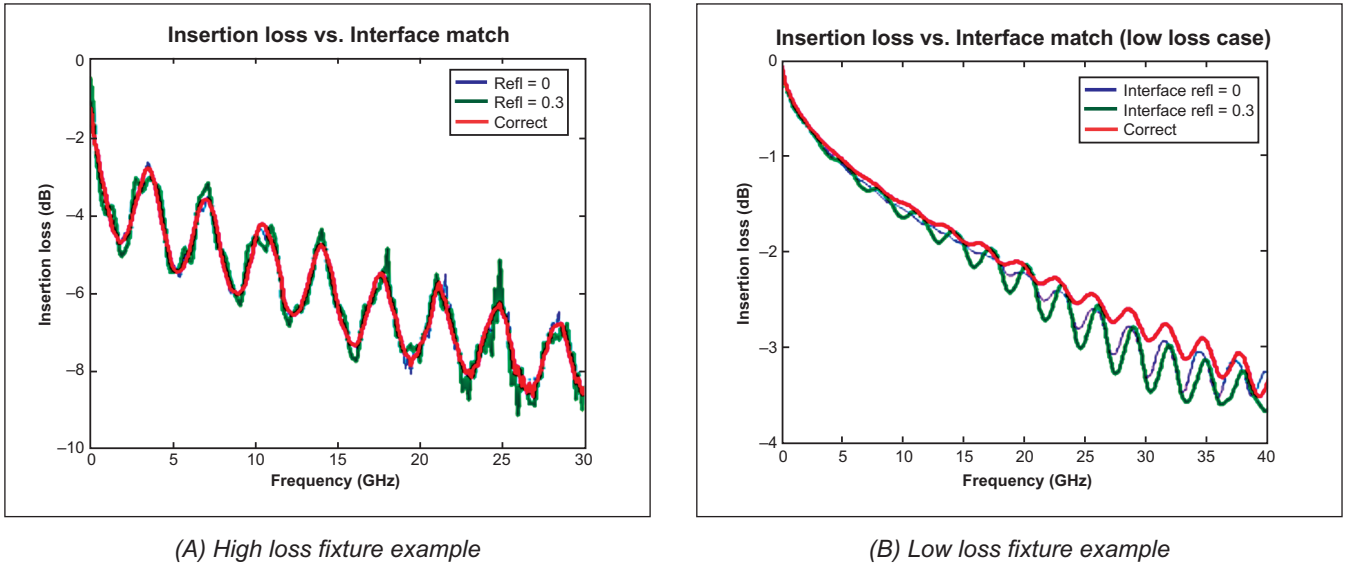 Insertion loss vs. Interface match
Refl = 0
Refl = 0.3
Correct
Insertion loss (dB)
0
–2
–4
–6
–8
–10
0 5 10 15 20 25 30
Frequency (GHz)
(A) High loss fixture example
Insertion loss vs. Interface match (low loss case)
Interface refl = 0
Interface refl = 0.3
Correct
Insertion loss (dB)
0
–1
–2
–3
–4
0 5 10 15 20 25 30 35 40
Frequency (GHz)
(B) Low loss fixture example